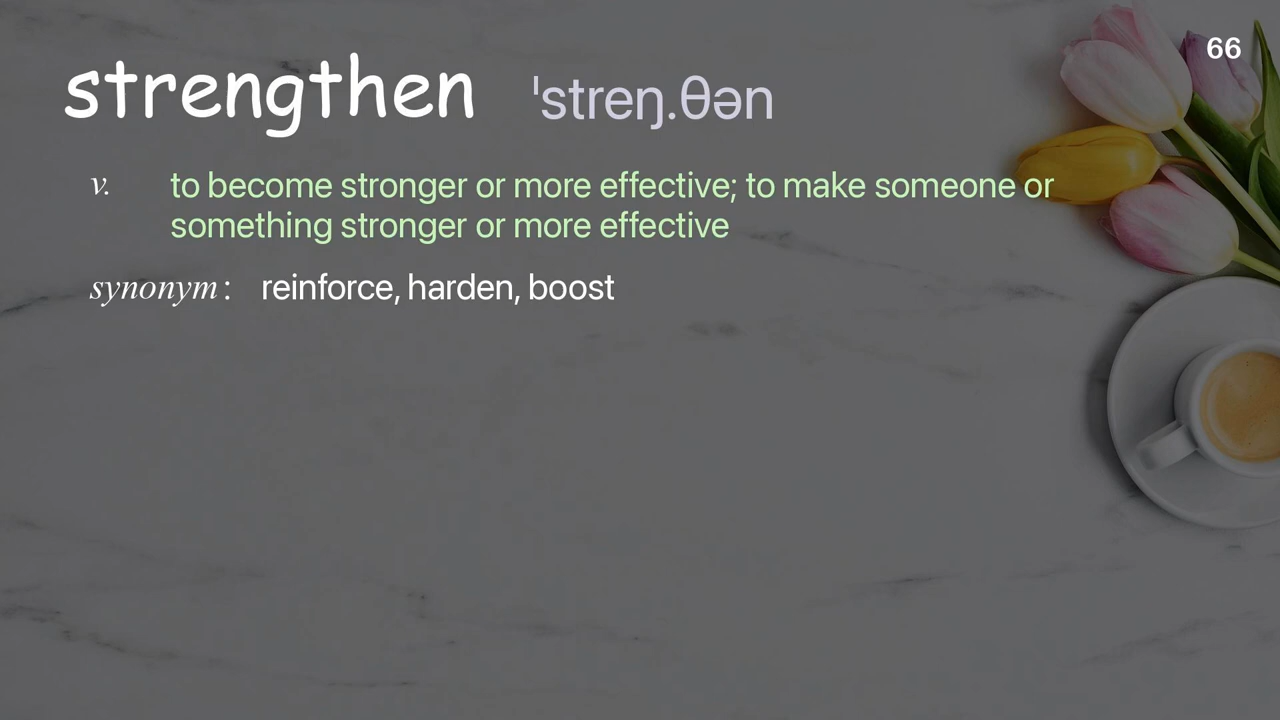 66
strengthen ˈstreŋ.θən
v. to become stronger or more effective; to make someone or
something stronger or more effective
synonym: reinforce, harden, boost